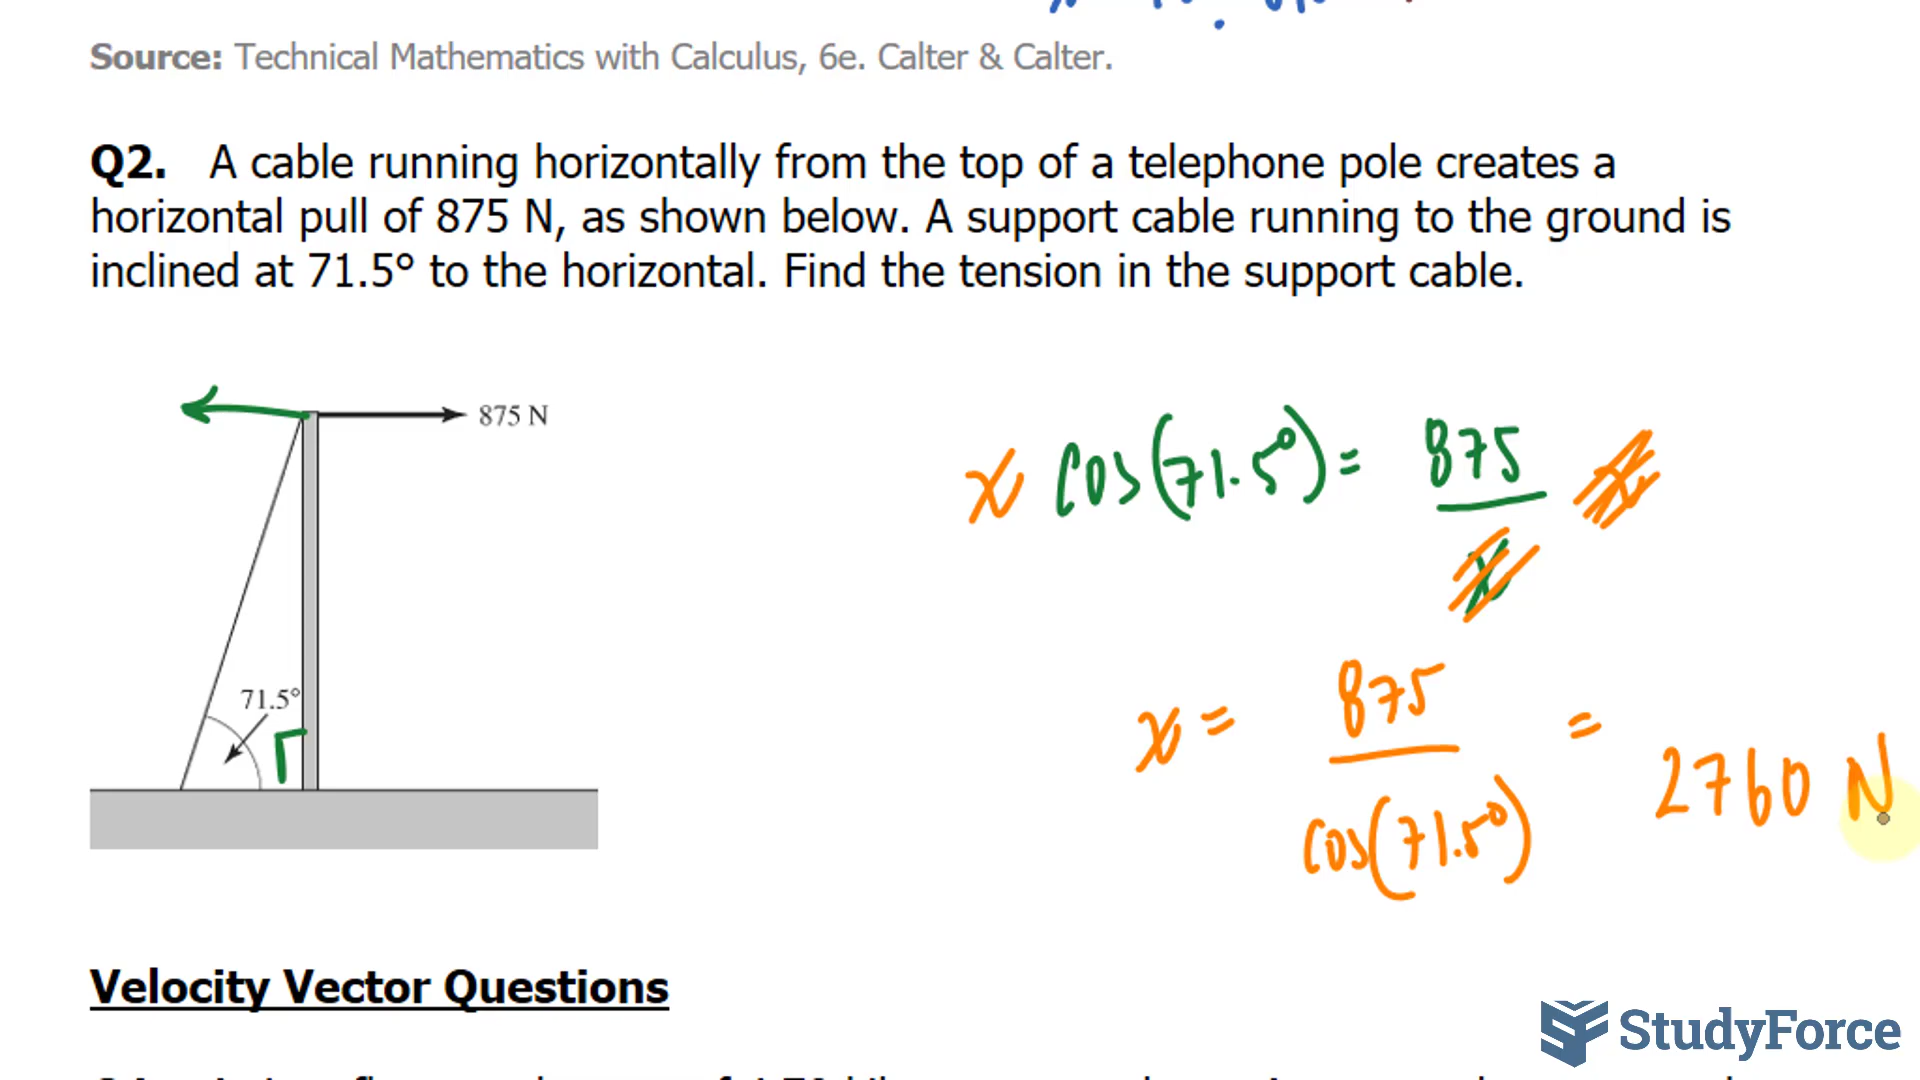 Source: Technical Mathematics with Calculus, 6e. Calter & Calter.
Q2. A cable running horizontally from the top of a telephone pole creates a
horizontal pull of 875 N, as shown below. A support cable running to the ground is
inclined at 71.5° to the horizontal. Find the tension in the support cable.
875 N
71.5°
x cos(71.5°) = 875
x
x = 875
cos(71.5°)
= 2760 N
Velocity Vector Questions
StudyForce